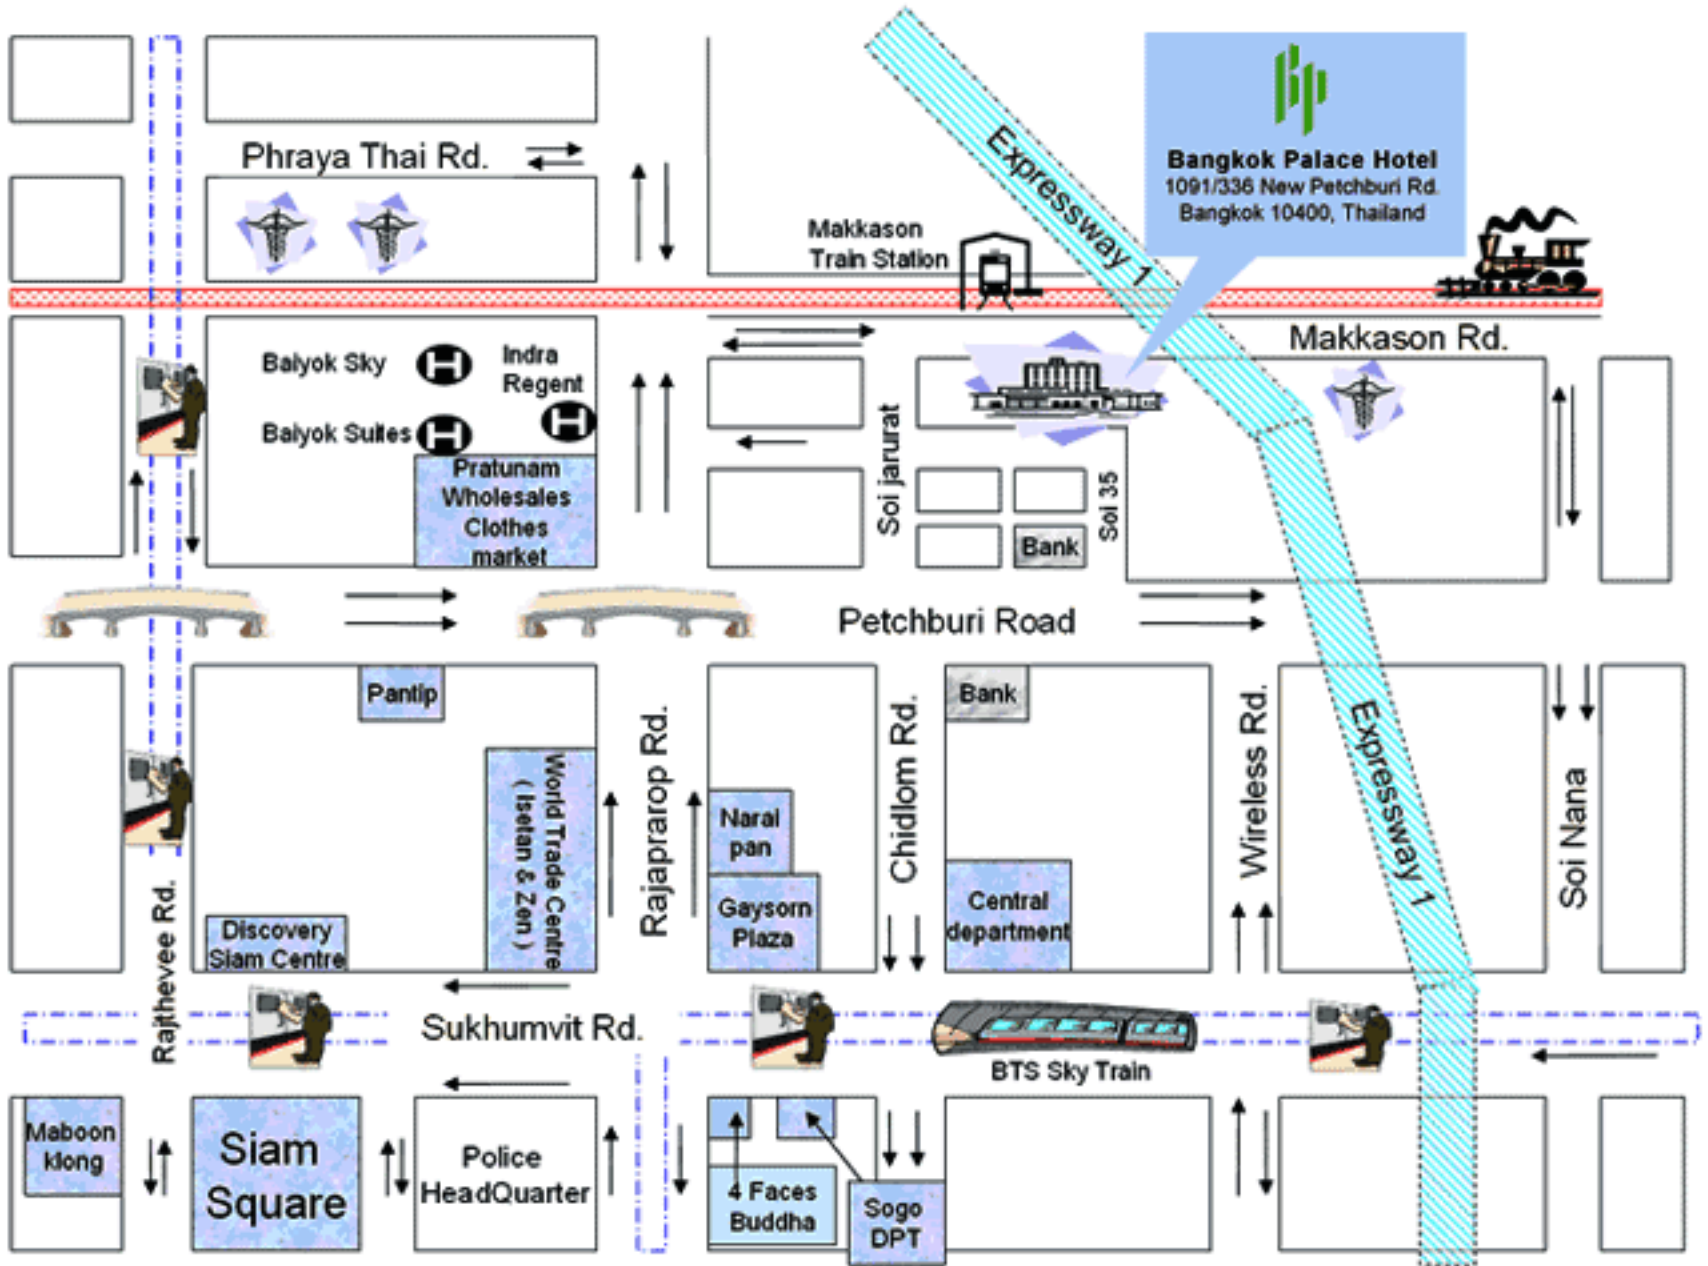 Bangkok Palace Hotel
1091/336 New Petchburi Rd.
Bangkok 10400, Thailand
Expressway 1
Phraya Thai Rd.
Makkason
Train Station
Makkason Rd.
Baiyok Sky
Indra
Regent
H
H
H
Baiyok Suites
Pratunam
Wholesales
Clothes
market
Soi jarurat
Soi 35
Bank
Petchburi Road
Pantip
Bank
World Trade Centre
( Isetan & Zen )
Rajaprarop Rd.
Narai
pan
Gaysorn
Plaza
Chidlom Rd.
Central
department
Wireless Rd.
Expressway 1
Soi Nana
Rajthevee Rd.
Discovery
Siam Centre
Sukhumvit Rd.
BTS Sky Train
Maboon
klong
Siam
Square
Police
HeadQuarter
4 Faces
Buddha
Sogo
DPT